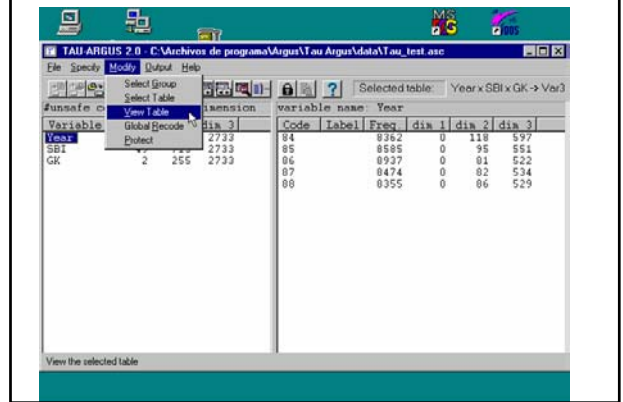 MS
G
IDDS
TAU-ARGUS 2.0 - C:\Archivos de programa\Argus\Tau Argus\data\Tau_test.asc
File Specify Modify Output Help
Selected table: Year x SBI x GK -> Var3
Select Group
Select Table
View Table
Global Recode
Protect
#unsafe c imension
Variable dim 3
Year 2733
SBI 2733
GK 2 255 2733
variable name: Year
Code Label Freq dim 1 dim 2 dim 3
84 8362 0 118 597
85 8585 0 95 551
86 8937 0 81 522
87 8474 0 82 534
88 8355 0 86 529
View the selected table